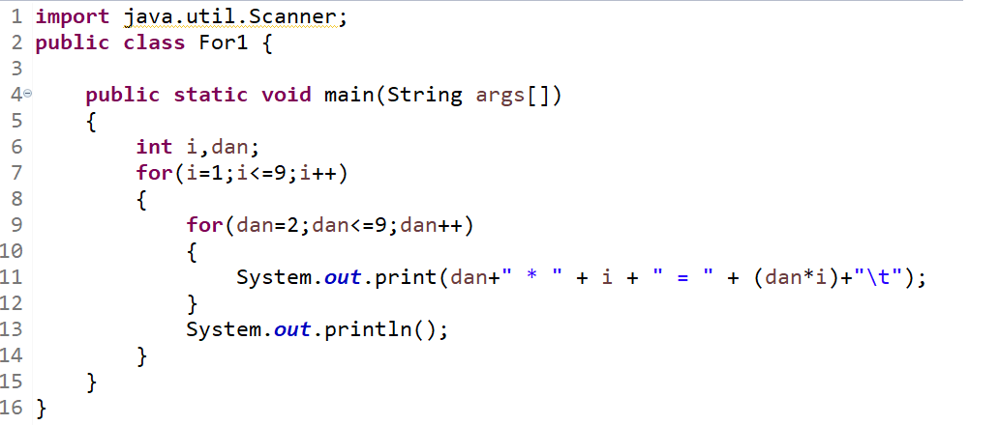 1 import java.util.Scanner;
2 public class For1 {
3
4 public static void main(String args[])
5 {
6 int i,dan;
7 for(i=1;i<=9;i++)
8 {
9 for(dan=2;dan<=9;dan++)
10 {
11 System.out.print(dan+" * " + i + " = " + (dan*i)+"\t");
12 }
13 System.out.println();
14 }
15 }
16 }